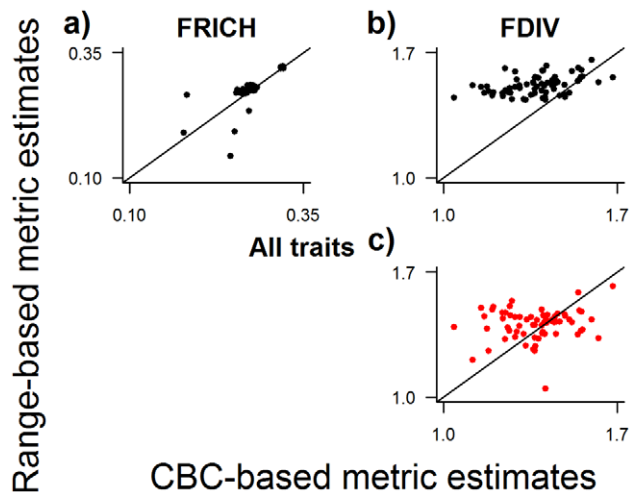 a) FRICH
b) FDIV
0.35
0.10
0.10 0.35
1.7
1.0
1.0 1.7
All traits
c)
1.7
1.0
1.0 1.7
Range-based metric estimates
CBC-based metric estimates